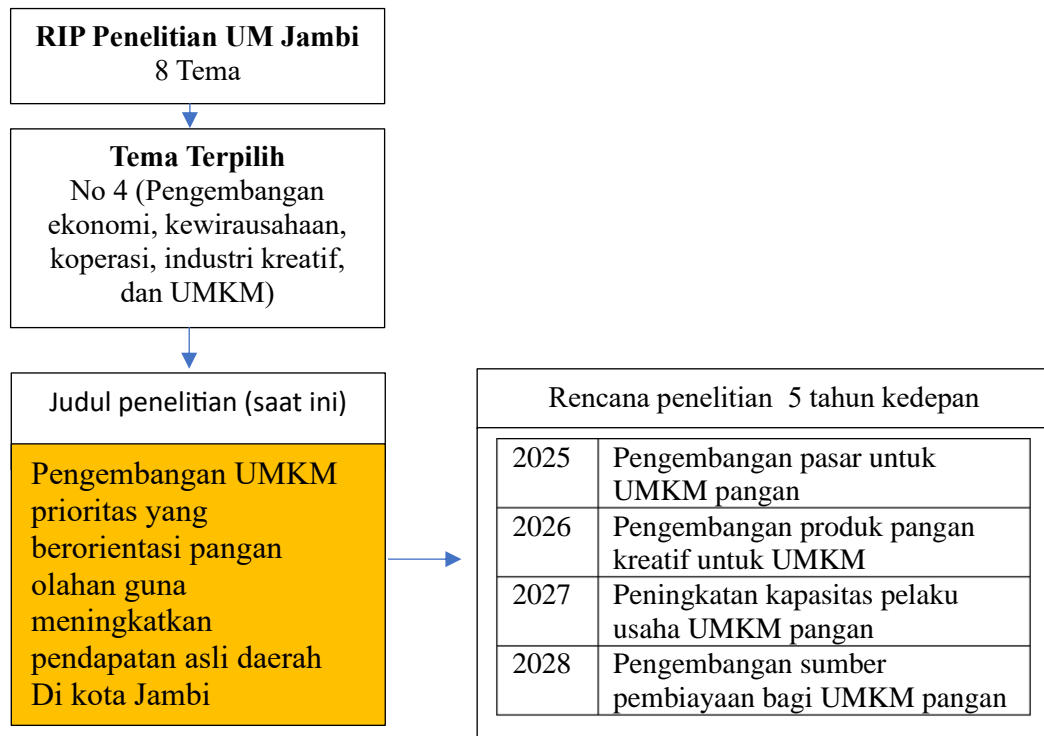 RIP Penelitian UM Jambi
8 Tema
Tema Terpilih
No 4 (Pengembangan
ekonomi, kewirausahaan,
koperasi, industri kreatif,
dan UMKM)
Judul penelitian (saat ini)
Pengembangan UMKM
prioritas yang
berorientasi pangan
olahan guna
meningkatkan
pendapatan asli daerah
Di kota Jambi
Rencana penelitian 5 tahun kedepan
2025 Pengembangan pasar untuk
UMKM pangan
2026 Pengembangan produk pangan
kreatif untuk UMKM
2027 Peningkatan kapasitas pelaku
usaha UMKM pangan
2028 Pengembangan sumber
pembiayaan bagi UMKM pangan